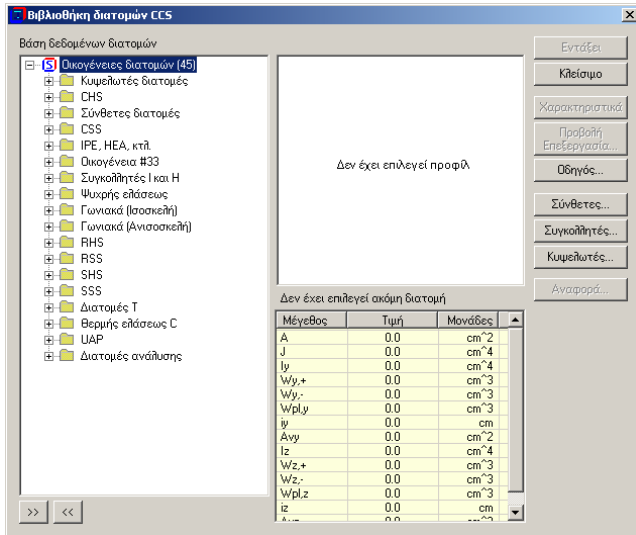 Βιβλιοθήκη διατομών CCS
Βάση δεδομένων διατομών
Οικογένειες διατομών (45)
Κυψελωτές διατομές
CHS
Σύνθετες διατομές
CSS
IPE, HEA, κτλ.
Οικογένεια #33
Συγκολλητές Ι και Η
Ψυχρής ελάσεως
Γωνιακά (Ισοσκελή)
Γωνιακά (Ανισοσκελή)
RHS
RSS
SHS
SSS
Διατομές Τ
Θερμής ελάσεως C
UAP
Διατομές ανάλυσης
>> <<
Δεν έχει επιλεγεί προφίλ
Δεν έχει επιλεγεί ακόμη διατομή
Μέγεθος Τιμή Μονάδες
A 0.0 cm^2
J 0.0 cm^4
Iy 0.0 cm^4
Wy,+ 0.0 cm^3
Wy,- 0.0 cm^3
Wpl,y 0.0 cm^3
iy 0.0 cm
Avy 0.0 cm^2
Iz 0.0 cm^4
Wz,+ 0.0 cm^3
Wz,- 0.0 cm^3
Wpl,z 0.0 cm^3
iz 0.0 cm
Εντάξει
Κλείσιμο
Χαρακτηριστικά
Προβολή
Επεξεργασία...
Οδηγός...
Σύνθετες...
Συγκολλητές...
Κυψελωτές...
Αναφορά...